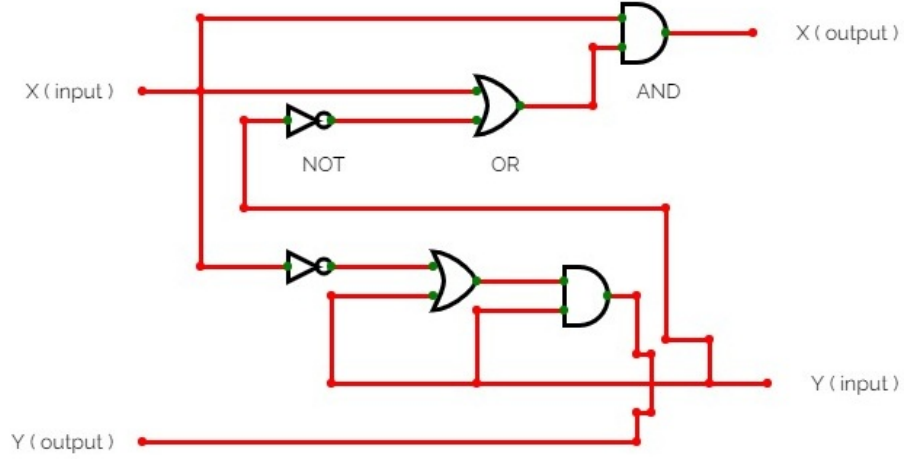 X ( output )
X ( input )
AND
NOT
OR
Y ( input )
Y ( output )